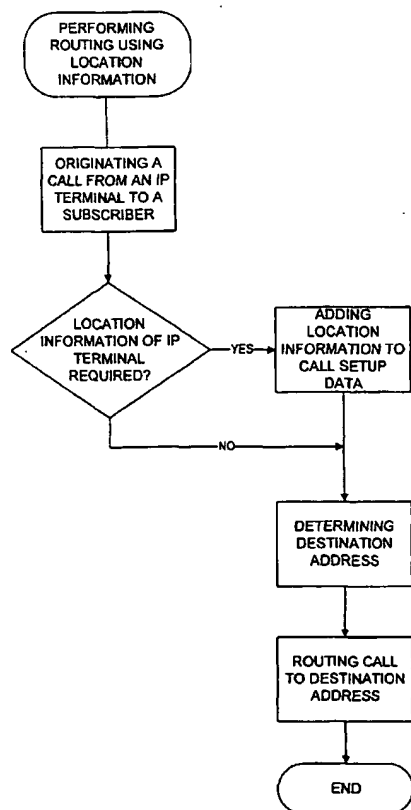 PERFORMING
ROUTING USING
LOCATION
INFORMATION
ORIGINATING A
CALL FROM AN IP
TERMINAL TO A
SUBSCRIBER
LOCATION
INFORMATION OF IP
TERMINAL
REQUIRED?
YES
ADDING
LOCATION
INFORMATION TO
CALL SETUP
DATA
NO
DETERMINING
DESTINATION
ADDRESS
ROUTING CALL
TO DESTINATION
ADDRESS
END